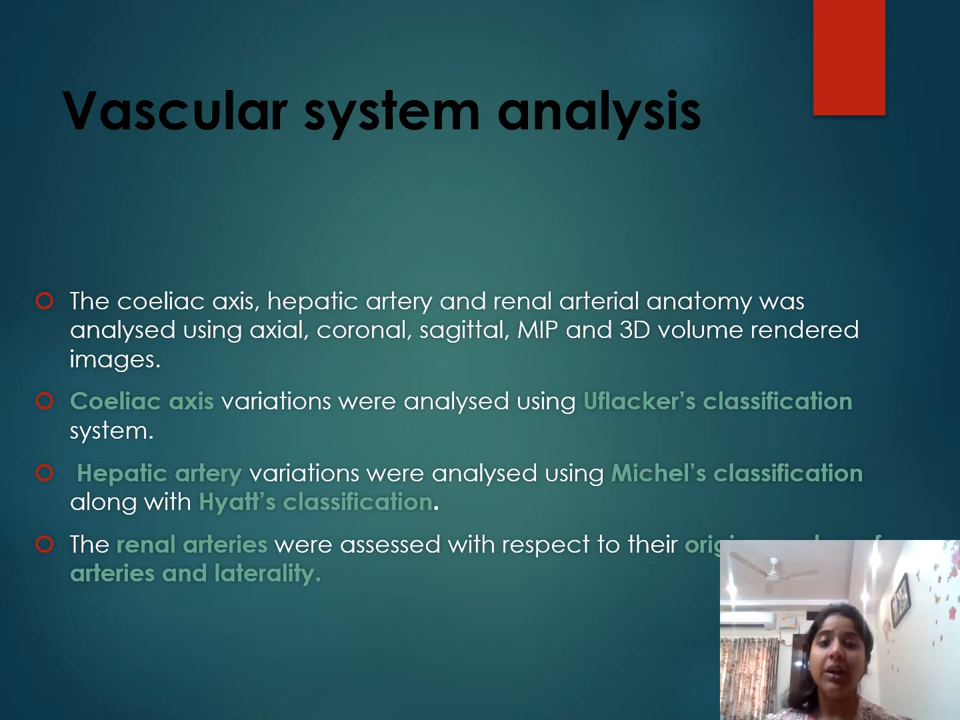 Vascular system analysis
The coeliac axis, hepatic artery and renal arterial anatomy was
analysed using axial, coronal, sagittal, MIP and 3D volume rendered
images.
Coeliac axis variations were analysed using Uflacker's classification
system.
Hepatic artery variations were analysed using Michel's classification
along with Hyatt's classification.
The renal arteries were assessed with respect to their
arteries and laterality.